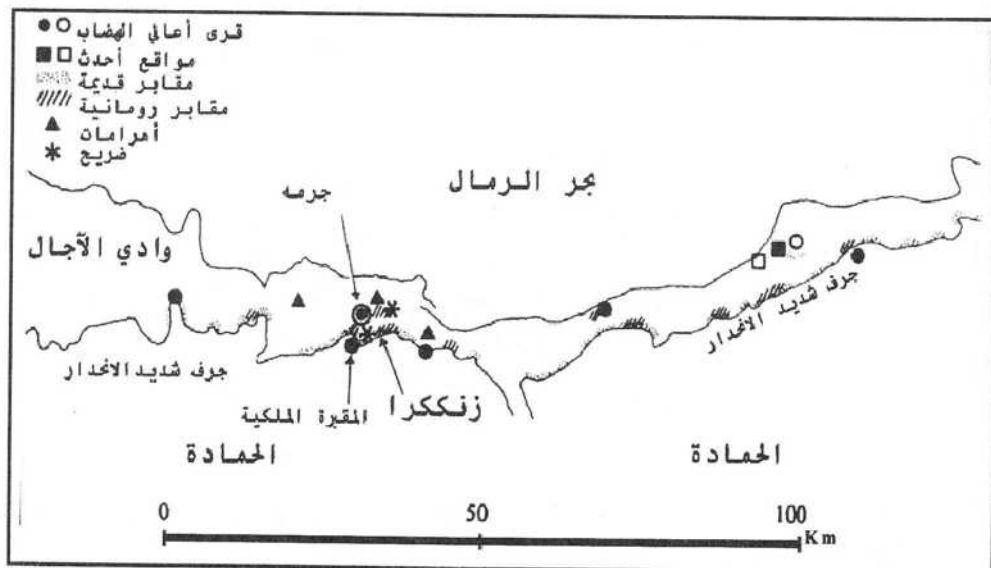 قرى أعالي الهضاب
مواقع أحدث
مقابر قديمة
مقابر رومانية
أهرامات
ضريح
بحر الرمال
جرمه
وادي الآجال
جرف شديد الانحدار
جرف شديد الانحدار
زنككرا
المقبرة الملكية
الحمادة
الحمادة
0 50 100
Km